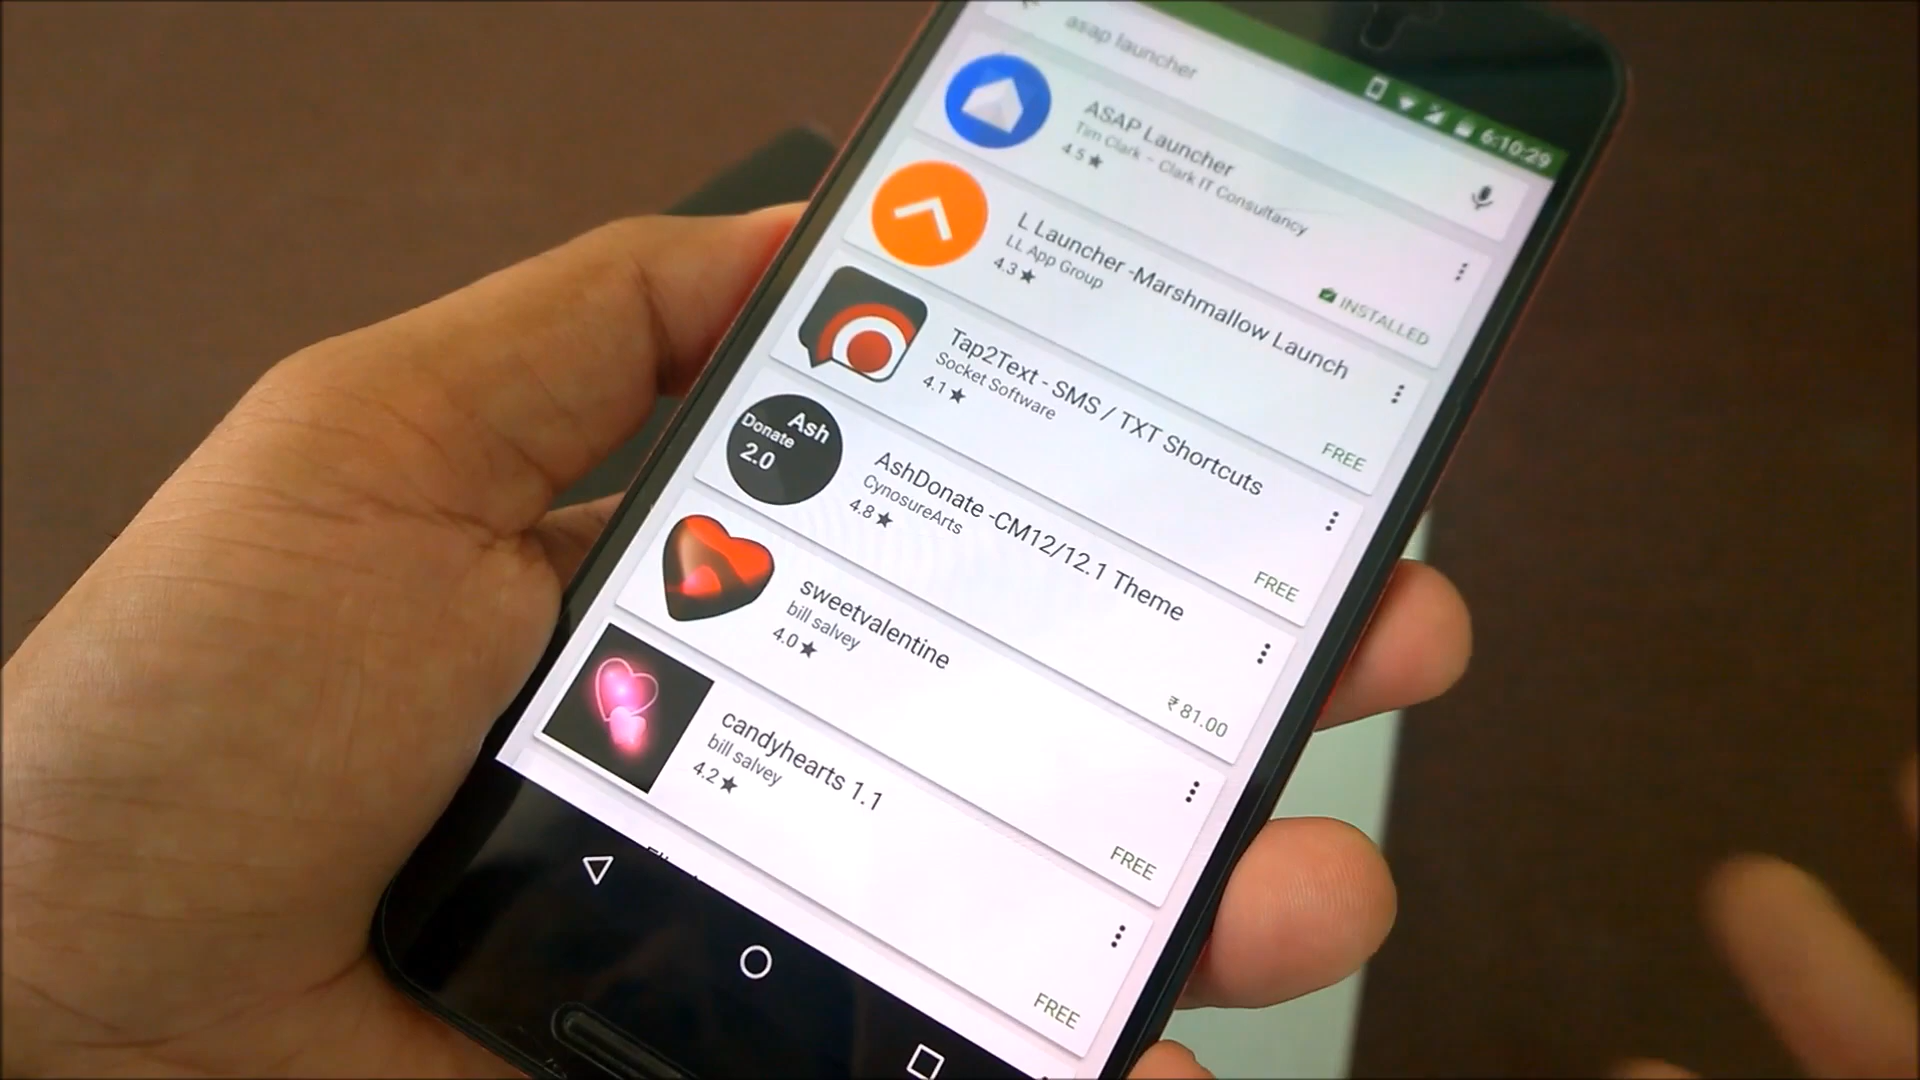 6:10:29
asap launcher
ASAP Launcher
Tim Clark - Clark IT Consultancy
4.5★
INSTALLED
L Launcher -Marshmallow Launch
LL App Group
4.3★
FREE
Tap2Text - SMS / TXT Shortcuts
Socket Software
4.1★
FREE
Ash
Donate
2.0
AshDonate -CM12/12.1 Theme
CynosureArts
4.8★
₹ 81.00
sweetvalentine
bill salvey
4.0★
FREE
candyhearts 1.1
bill salvey
4.2★
FREE